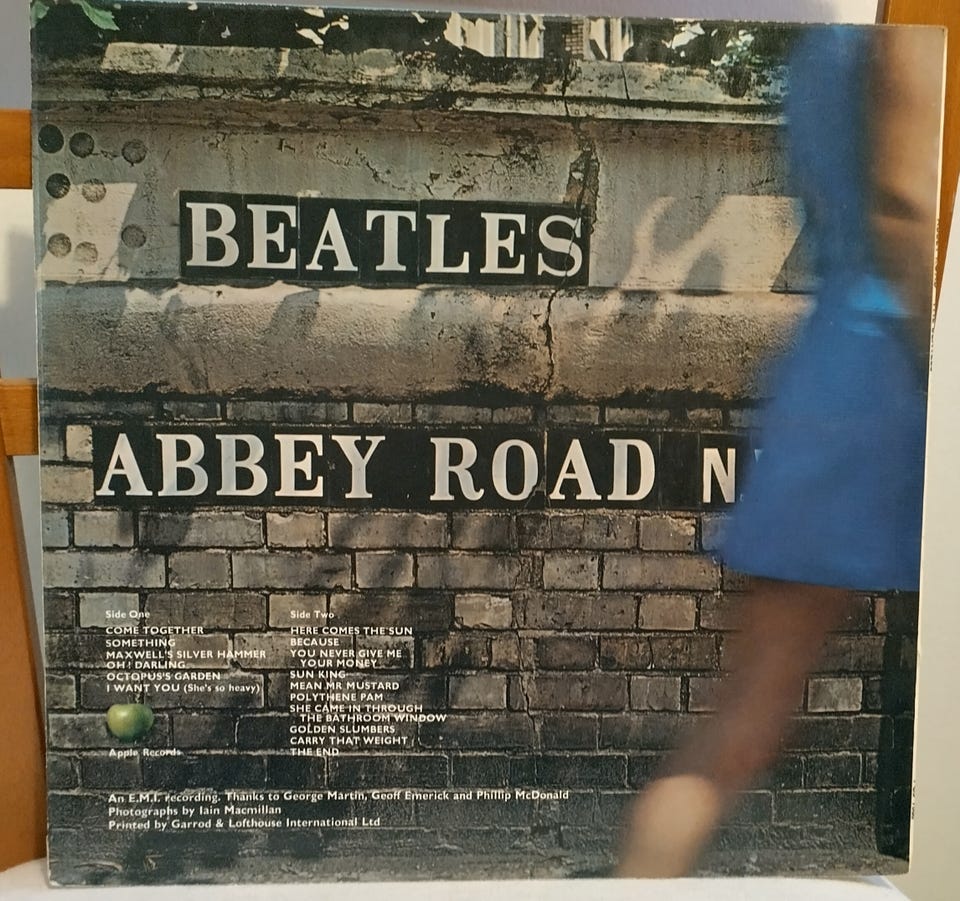 BEATLES
ABBEY ROAD N
Side One
COME TOGETHER
SOMETHING
MAXWELL'S SILVER HAMMER
OH! DARLING
OCTOPUS'S GARDEN
I WANT YOU (She's so heavy)
Apple Records
Side Two
HERE COMES THE SUN
BECAUSE
YOU NEVER GIVE ME
YOUR MONEY
SUN KING
MEAN MR MUSTARD
POLYTHENE PAM
SHE CAME IN THROUGH
THE BATHROOM WINDOW
GOLDEN SLUMBERS
CARRY THAT WEIGHT
THE END
An E.M.I. recording. Thanks to George Martin, Geoff Emerick and Phillip McDonald
Photographs by Iain Macmillan
Printed by Garrod & Lofthouse International Ltd